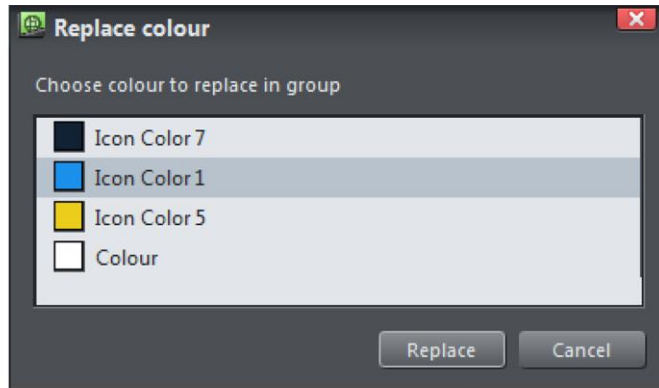 Replace colour
Choose colour to replace in group
Icon Color 7
Icon Color 1
Icon Color 5
Colour
Replace Cancel